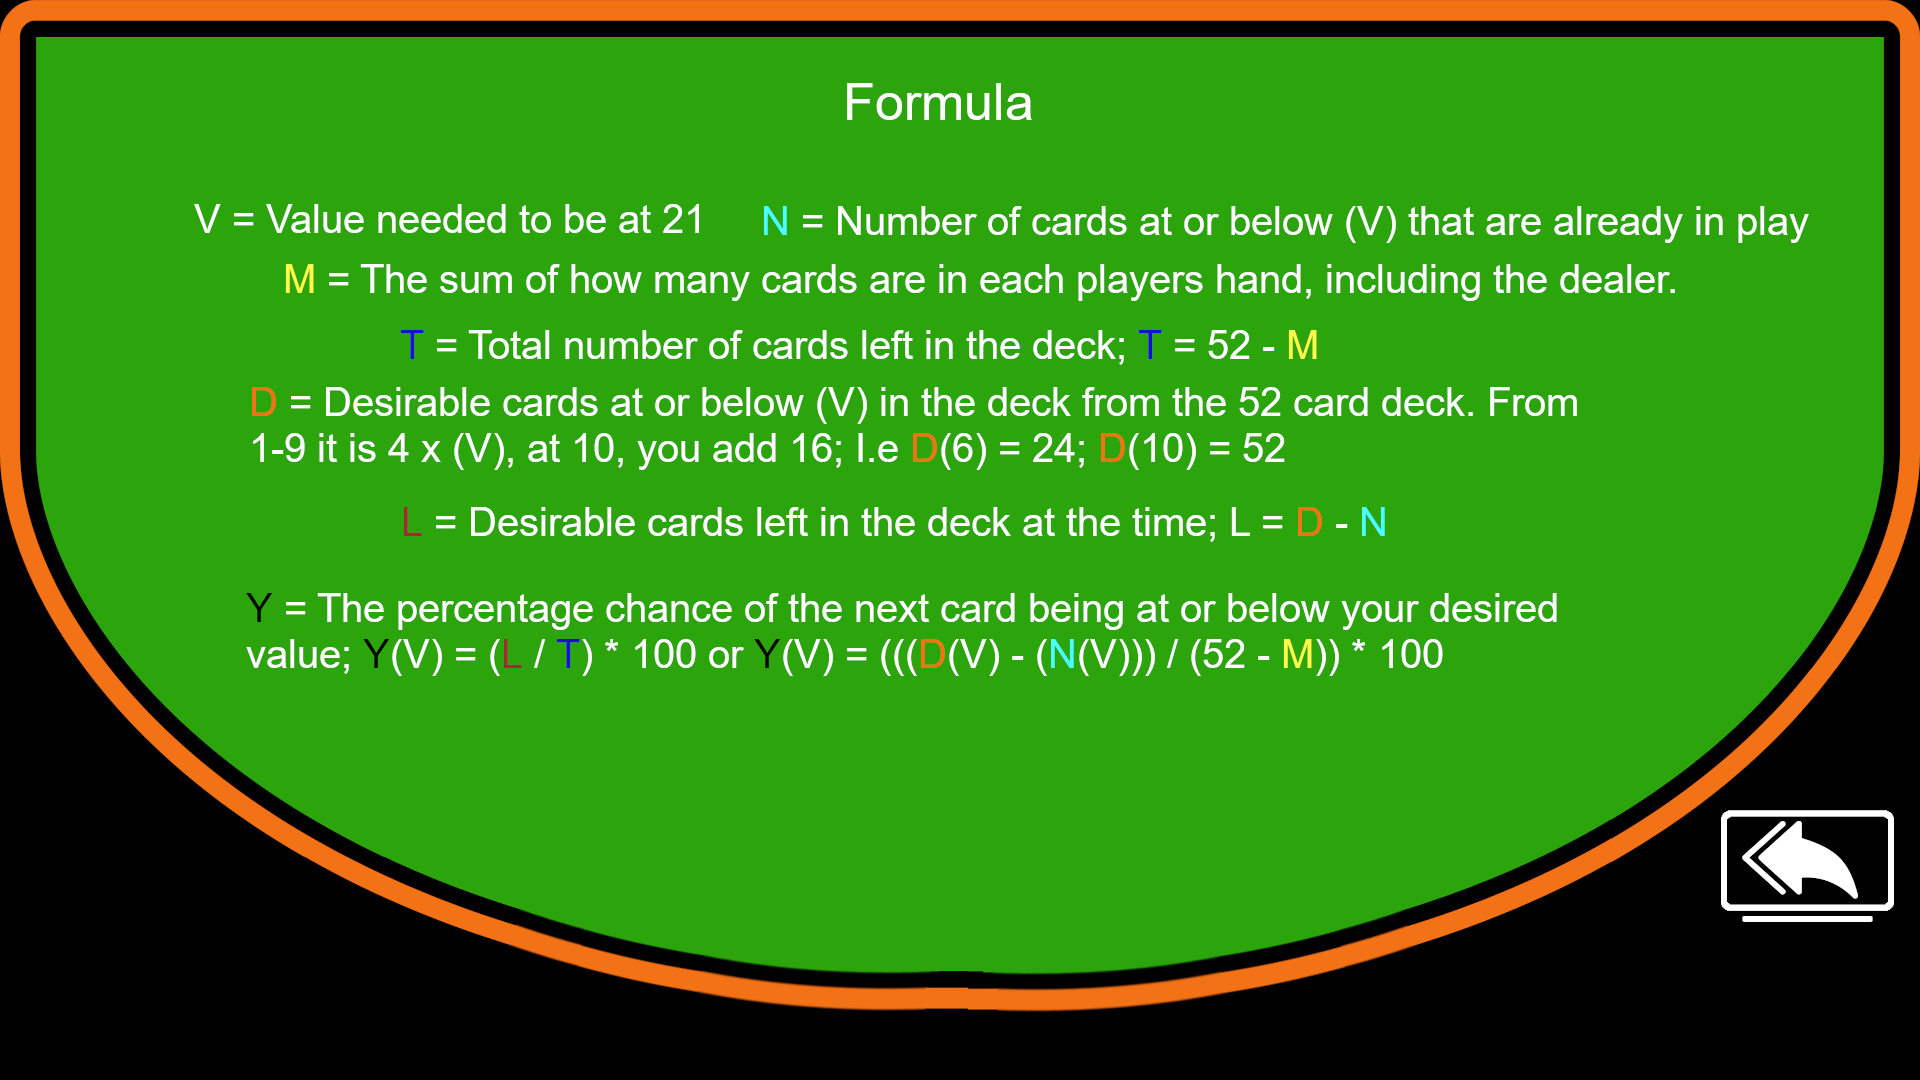 Formula
V = Value needed to be at 21 N = Number of cards at or below (V) that are already in play
M = The sum of how many cards are in each players hand, including the dealer.
T = Total number of cards left in the deck; T = 52 - M
D = Desirable cards at or below (V) in the deck from the 52 card deck. From
1-9 it is 4 x (V), at 10, you add 16; I.e D(6) = 24; D(10) = 52
L = Desirable cards left in the deck at the time; L = D - N
Y = The percentage chance of the next card being at or below your desired
value; Y(V) = (L / T) * 100 or Y(V) = (((D(V) - (N(V))) / (52 - M)) * 100